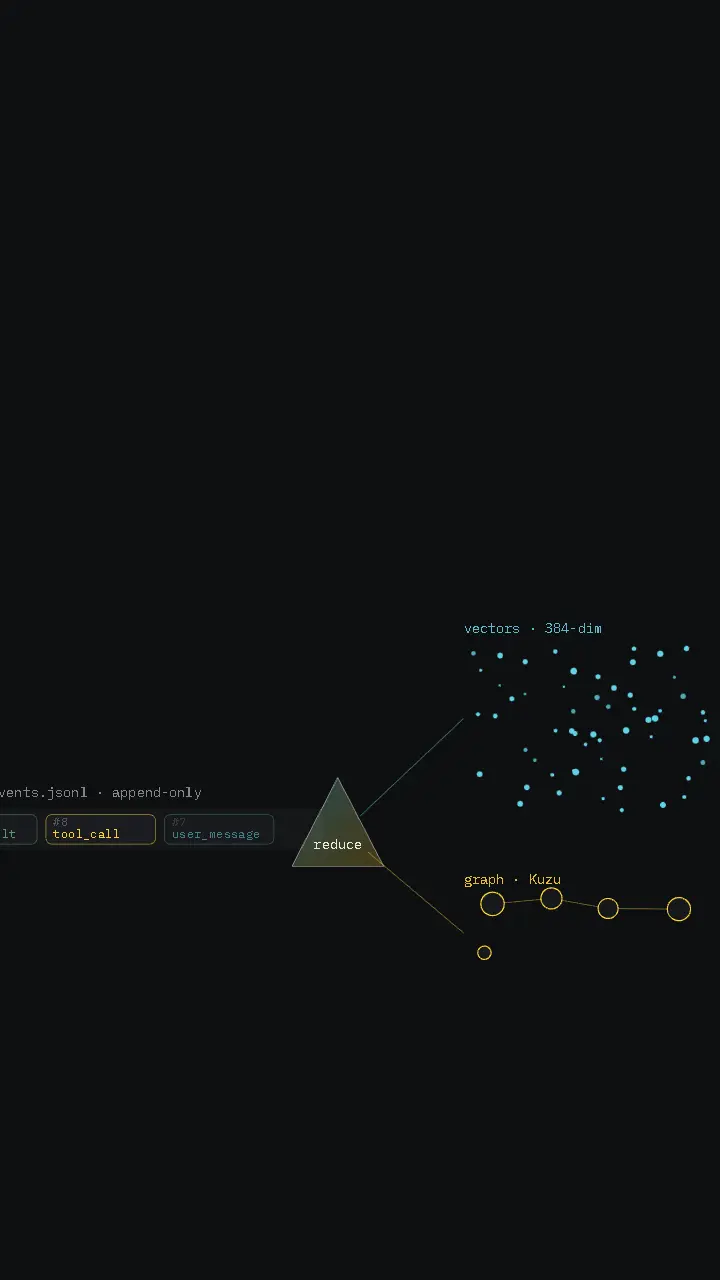 vectors · 384-dim
vents.jsonl · append-only
lt
#8
tool_call
#7
user_message
reduce
graph · Kuzu